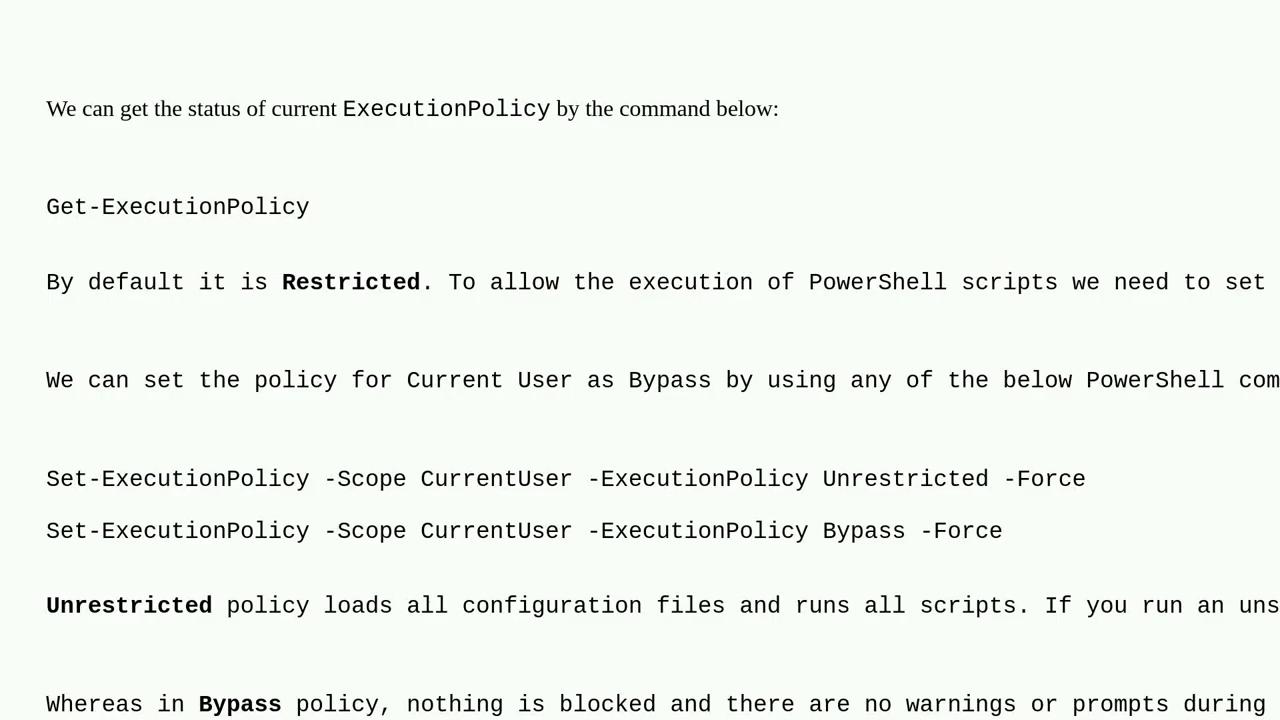 We can get the status of current ExecutionPolicy by the command below:
Get-ExecutionPolicy
By default it is Restricted. To allow the execution of PowerShell scripts we need to set
We can set the policy for Current User as Bypass by using any of the below PowerShell com
Set-ExecutionPolicy -Scope CurrentUser -ExecutionPolicy Unrestricted -Force
Set-ExecutionPolicy -Scope CurrentUser -ExecutionPolicy Bypass -Force
Unrestricted policy loads all configuration files and runs all scripts. If you run an uns
Whereas in Bypass policy, nothing is blocked and there are no warnings or prompts during